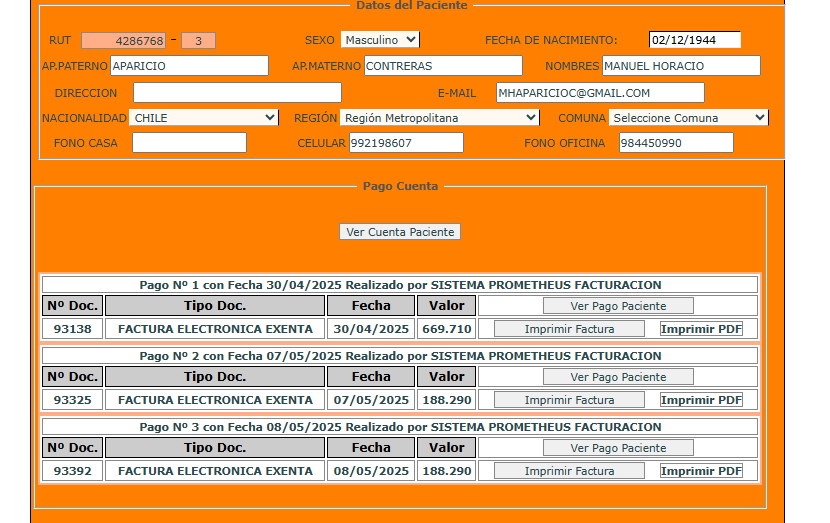 Datos del Paciente
RUT 4286768 - 3 SEXO Masculino FECHA DE NACIMIENTO: 02/12/1944
AP.PATERNO APARICIO AP.MATERNO CONTRERAS NOMBRES MANUEL HORACIO
DIRECCION E-MAIL MHAPARICIOC@GMAIL.COM
NACIONALIDAD CHILE REGIÓN Región Metropolitana COMUNA Seleccione Comuna
FONO CASA CELULAR 992198607 FONO OFICINA 984450990
Pago Cuenta
Ver Cuenta Paciente
Pago Nº 1 con Fecha 30/04/2025 Realizado por SISTEMA PROMETHEUS FACTURACION
Nº Doc. Tipo Doc. Fecha Valor Ver Pago Paciente
93138 FACTURA ELECTRONICA EXENTA 30/04/2025 669.710 Imprimir Factura Imprimir PDF
Pago Nº 2 con Fecha 07/05/2025 Realizado por SISTEMA PROMETHEUS FACTURACION
Nº Doc. Tipo Doc. Fecha Valor Ver Pago Paciente
93325 FACTURA ELECTRONICA EXENTA 07/05/2025 188.290 Imprimir Factura Imprimir PDF
Pago Nº 3 con Fecha 08/05/2025 Realizado por SISTEMA PROMETHEUS FACTURACION
Nº Doc. Tipo Doc. Fecha Valor Ver Pago Paciente
93392 FACTURA ELECTRONICA EXENTA 08/05/2025 188.290 Imprimir Factura Imprimir PDF